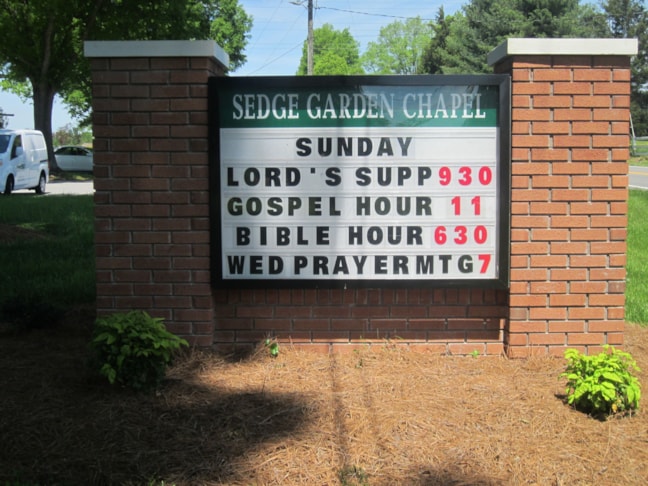 SEDGE GARDEN CHAPEL
SUNDAY
LORD'S SUPP 930
GOSPEL HOUR 11
BIBLE HOUR 630
WED PRAYER MTG 7